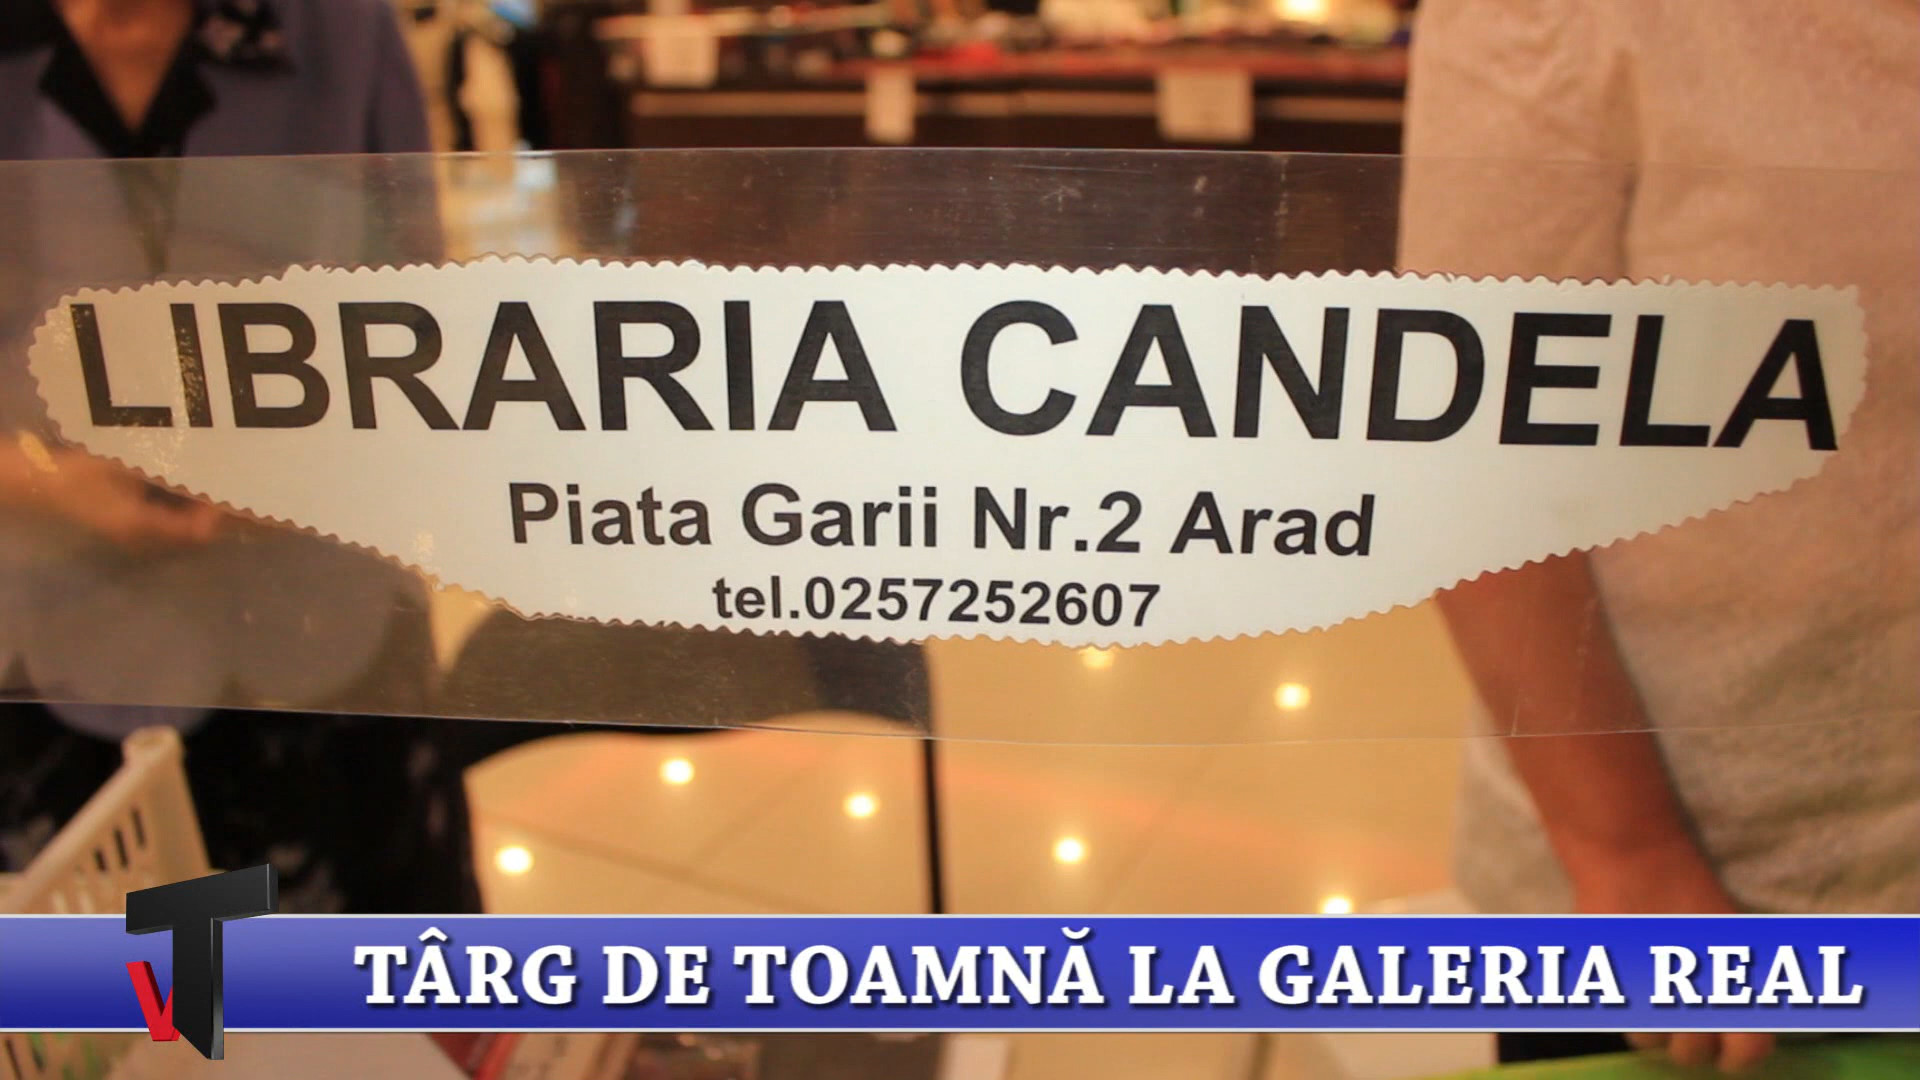 LIBRARIA CANDELA
Piata Garii Nr.2 Arad
tel.0257252607
TÂRG DE TOAMNĂ LA GALERIA REAL